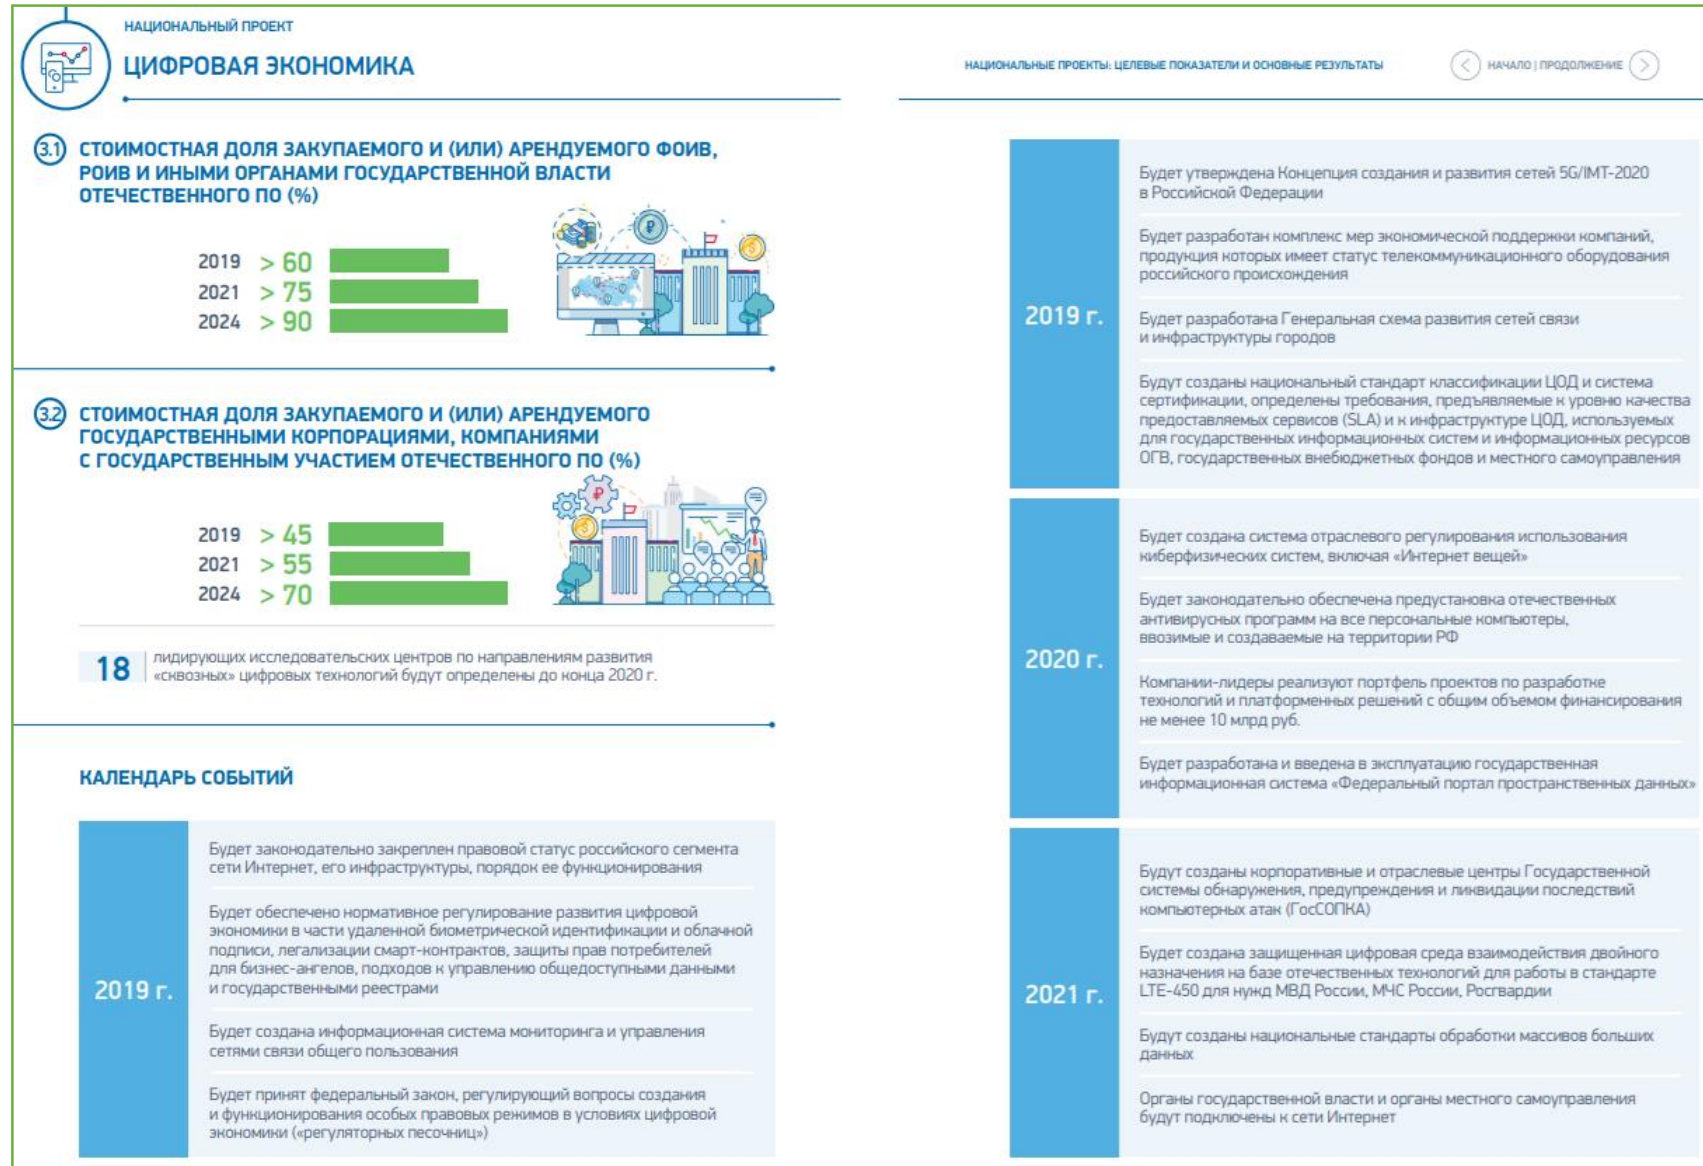 НАЦИОНАЛЬНЫЙ ПРОЕКТ
ЦИФРОВАЯ ЭКОНОМИКА
3.1 СТОИМОСТНАЯ ДОЛЯ ЗАКУПАЕМОГО И (ИЛИ) АРЕНДУЕМОГО ФОИВ,
РОИВ И ИНЫМИ ОРГАНАМИ ГОСУДАРСТВЕННОЙ ВЛАСТИ
ОТЕЧЕСТВЕННОГО ПО (%)
2019 > 60
2021 > 75
2024 > 90
3.2 СТОИМОСТНАЯ ДОЛЯ ЗАКУПАЕМОГО И (ИЛИ) АРЕНДУЕМОГО
ГОСУДАРСТВЕННЫМИ КОРПОРАЦИЯМИ, КОМПАНИЯМИ
С ГОСУДАРСТВЕННЫМ УЧАСТИЕМ ОТЕЧЕСТВЕННОГО ПО (%)
2019 > 45
2021 > 55
2024 > 70
18 лидирующих исследовательских центров по направлениям развития
«сквозных» цифровых технологий будут определены до конца 2020 г.
КАЛЕНДАРЬ СОБЫТИЙ
2019 г.
Будет законодательно закреплен правовой статус российского сегмента
сети Интернет, его инфраструктуры, порядок ее функционирования
Будет обеспечено нормативное регулирование развития цифровой
экономики в части удаленной биометрической идентификации и облачной
подписи, легализации смарт-контрактов, защиты прав потребителей
для бизнес-ангелов, подходов к управлению общедоступными данными
и государственными реестрами
Будет создана информационная система мониторинга и управления
сетями связи общего пользования
Будет принят федеральный закон, регулирующий вопросы создания
и функционирования особых правовых режимов в условиях цифровой
экономики («регуляторных песочниц»)
НАЦИОНАЛЬНЫЕ ПРОЕКТЫ: ЦЕЛЕВЫЕ ПОКАЗАТЕЛИ И ОСНОВНЫЕ РЕЗУЛЬТАТЫ
НАЧАЛО | ПРОДОЛЖЕНИЕ
2019 г.
Будет утверждена Концепция создания и развития сетей 5G/IMT-2020
в Российской Федерации
Будет разработан комплекс мер экономической поддержки компаний,
продукция которых имеет статус телекоммуникационного оборудования
российского происхождения
Будет разработана Генеральная схема развития сетей связи
и инфраструктуры городов
Будут созданы национальный стандарт классификации ЦОД и система
сертификации, определены требования, предъявляемые к уровню качества
предоставляемых сервисов (SLA) и к инфраструктуре ЦОД, используемых
для государственных информационных систем и информационных ресурсов
ОГВ, государственных внебюджетных фондов и местного самоуправления
2020 г.
Будет создана система отраслевого регулирования использования
киберфизических систем, включая «Интернет вещей»
Будет законодательно обеспечена предустановка отечественных
антивирусных программ на все персональные компьютеры,
ввозимые и создаваемые на территории РФ
Компании-лидеры реализуют портфель проектов по разработке
технологий и платформенных решений с общим объемом финансирования
не менее 10 млрд руб.
Будет разработана и введена в эксплуатацию государственная
информационная система «Федеральный портал пространственных данных»
2021 г.
Будут созданы корпоративные и отраслевые центры Государственной
системы обнаружения, предупреждения и ликвидации последствий
компьютерных атак (ГосСОПКА)
Будет создана защищенная цифровая среда взаимодействия двойного
назначения на базе отечественных технологий для работы в стандарте
LTE-450 для нужд МВД России, МЧС России, Росгвардии
Будут созданы национальные стандарты обработки массивов больших
данных
Органы государственной власти и органы местного самоуправления
будут подключены к сети Интернет